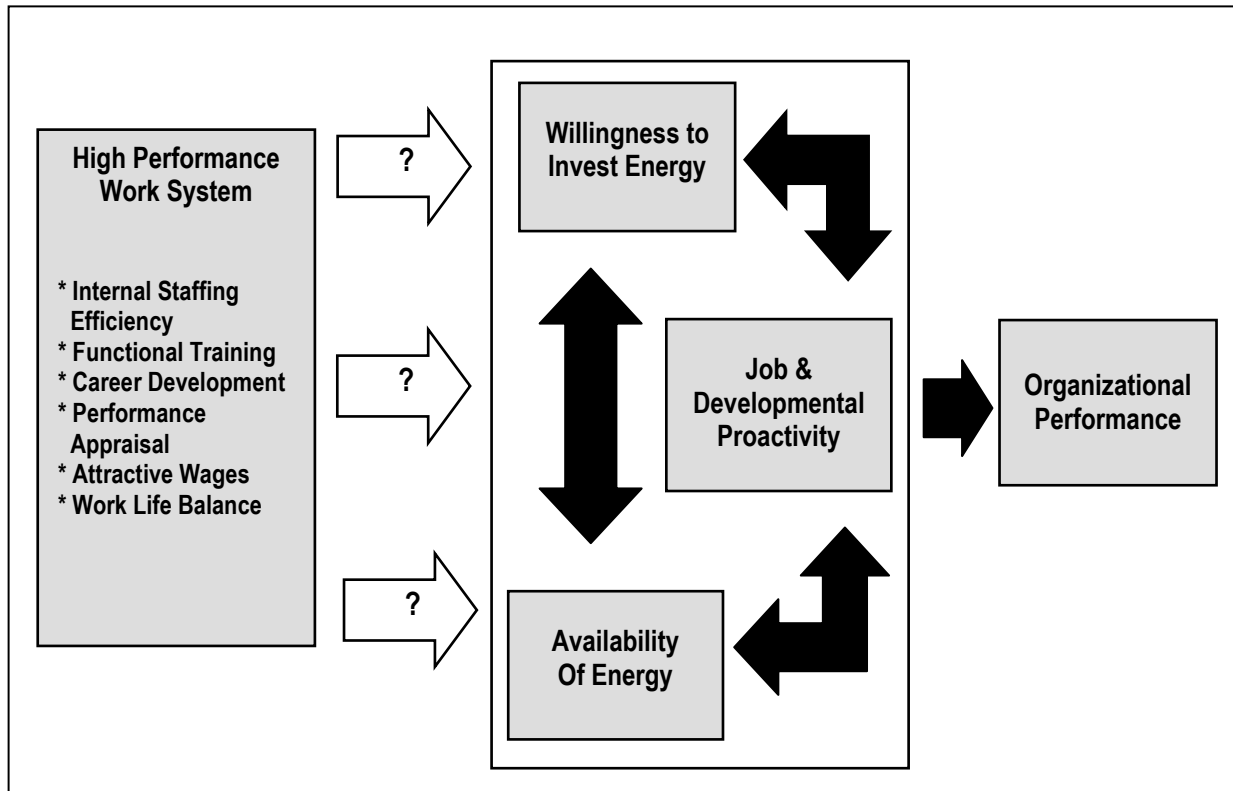 High Performance
Work System
* Internal Staffing
Efficiency
* Functional Training
* Career Development
* Performance
Appraisal
* Attractive Wages
* Work Life Balance
?
?
?
Willingness to
Invest Energy
Job &
Developmental
Proactivity
Availability
Of Energy
Organizational
Performance